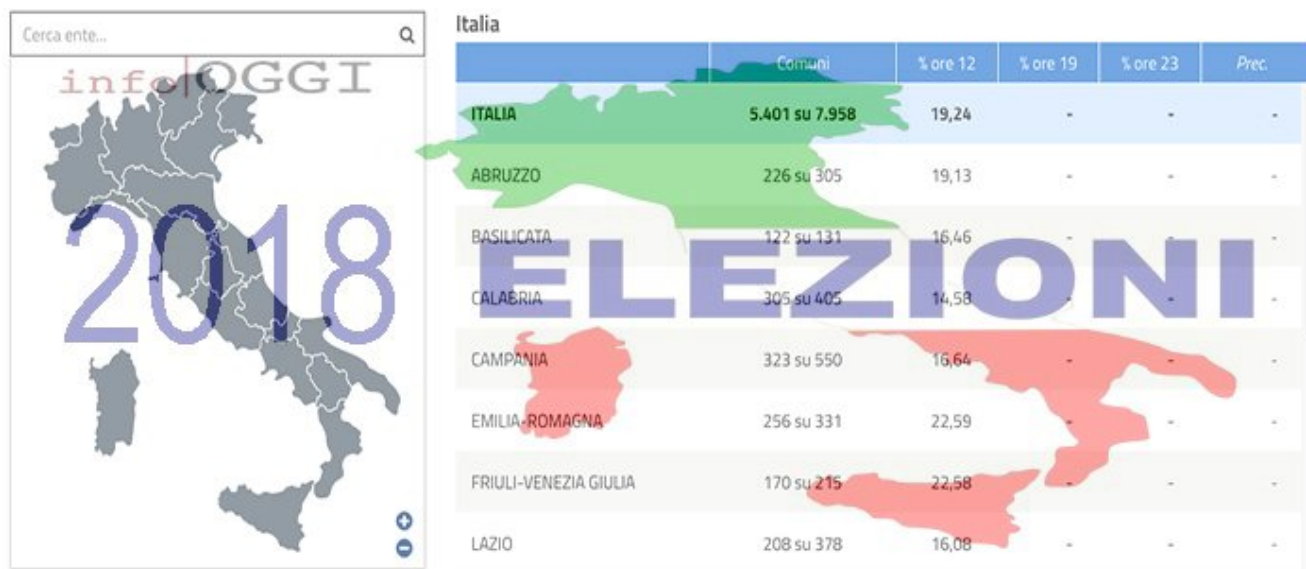 Cerca ente...
info|OGGI
2018
Italia
Comuni % ore 12 % ore 19 % ore 23 Prec.
ITALIA 5.401 su 7.958 19,24 - - -
ABRUZZO 226 su 305 19,13 - - -
BASILICATA 122 su 131 16,46 - - -
ELEZIONI
CALABRIA 305 su 405 14,58 - - -
CAMPANIA 323 su 550 16,64 - - -
EMILIA-ROMAGNA 256 su 331 22,59 - - -
FRIULI-VENEZIA GIULIA 170 su 215 22,58 - - -
LAZIO 208 su 378 16,08 - - -